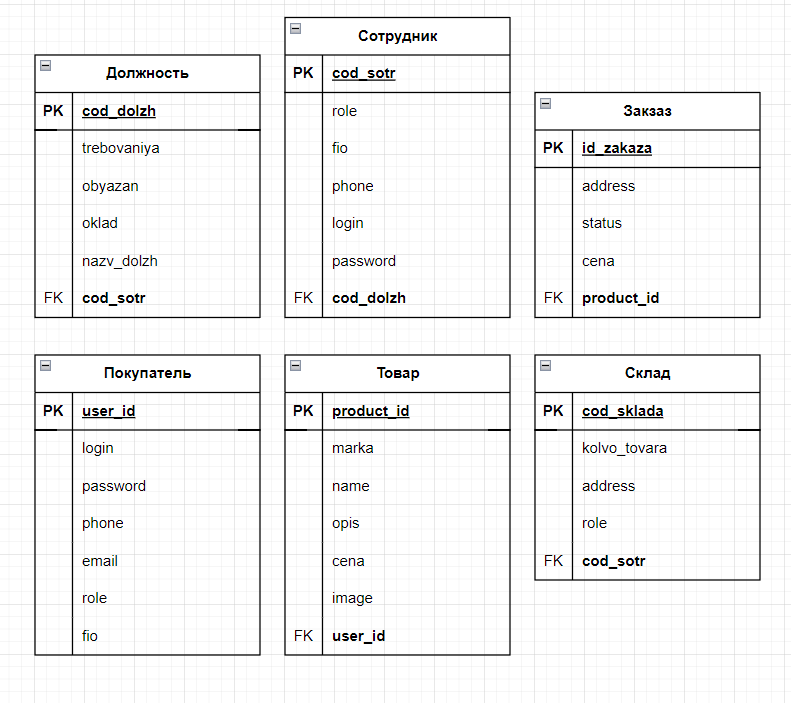 Должность
PK cod_dolzh
trebovaniya
obyazan
oklad
nazv_dolzh
FK cod_sotr
Сотрудник
PK cod_sotr
role
fio
phone
login
password
FK cod_dolzh
Закзаз
PK id_zakaza
address
status
cena
FK product_id
Покупатель
PK user_id
login
password
phone
email
role
fio
Товар
PK product_id
marka
name
opis
cena
image
FK user_id
Склад
PK cod_sklada
kolvo_tovara
address
role
FK cod_sotr